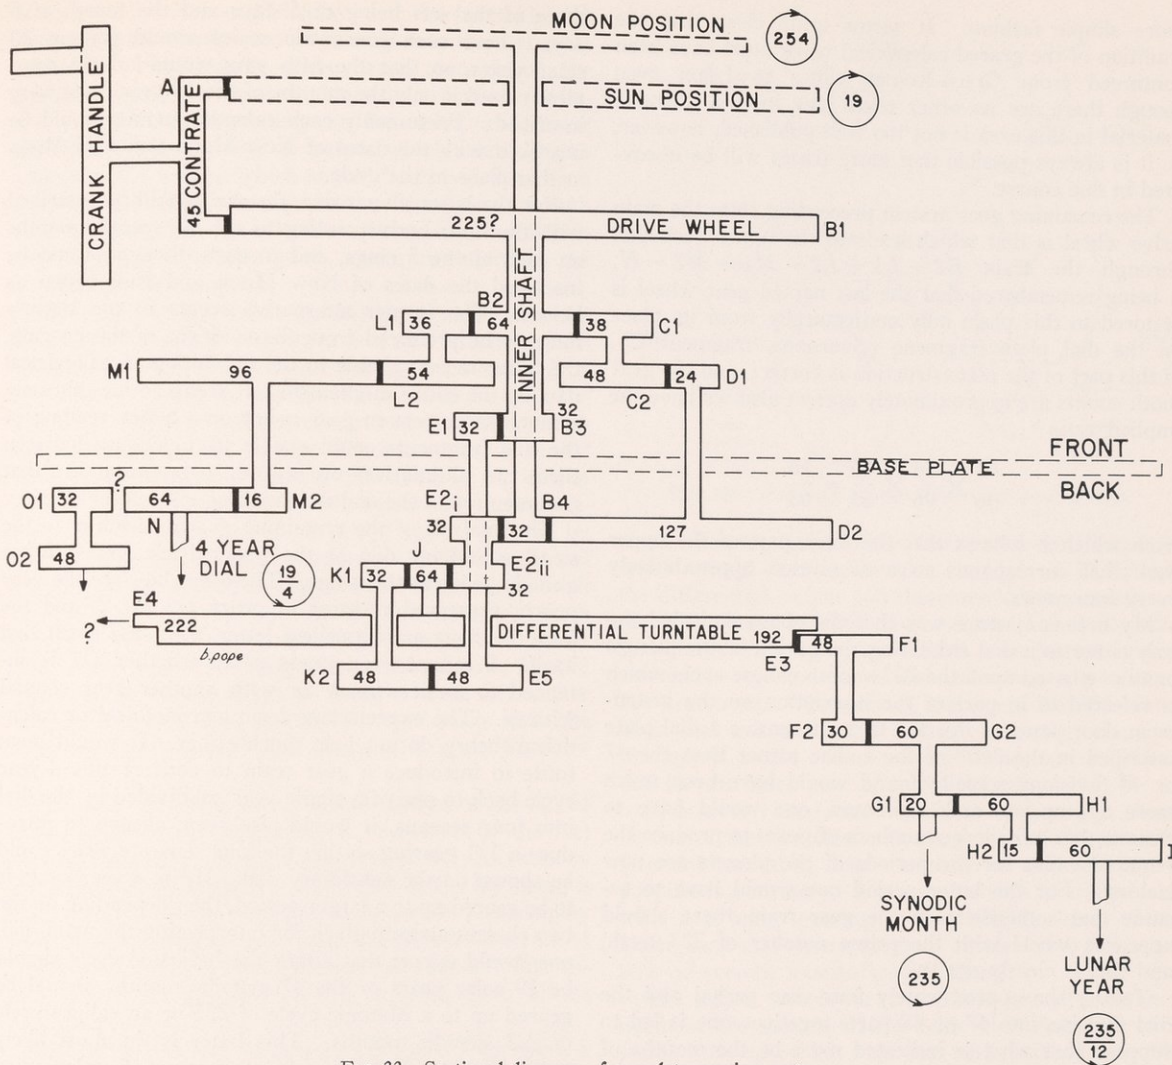 MOON POSITION
254
A
SUN POSITION
19
CRANK HANDLE
45 CONTRATE
225?
DRIVE WHEEL
B1
INNER SHAFT
B2
L1
36
64
38
C1
M1
96
54
48
24
D1
L2
C2
32
E1
B3
FRONT
BASE PLATE
BACK
?
O1
32
64
16
M2
E2i
B4
N
32
32
127
D2
O2
48
4 YEAR
DIAL
19
4
J
K1
32
64
E2ii
32
E4
?
222
DIFFERENTIAL TURNTABLE
192
48
F1
b.pope
E3
K2
48
48
E5
F2
30
60
G2
G1
20
60
H1
H2
15
60
I
SYNODIC
MONTH
235
LUNAR
YEAR
235
12